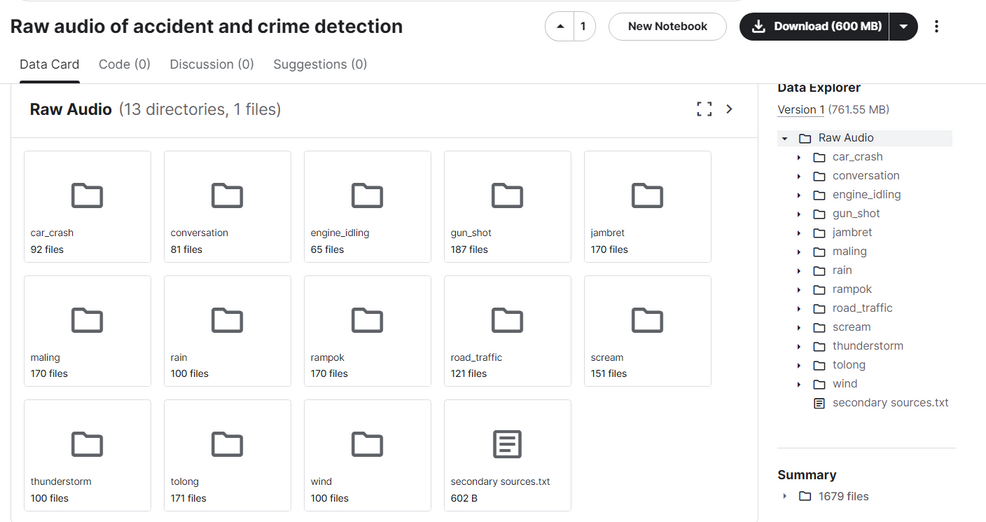 Raw audio of accident and crime detection
1
New Notebook
Download (600 MB)
Data Card
Code (0)
Discussion (0)
Suggestions (0)
Raw Audio (13 directories, 1 files)
car_crash
92 files
conversation
81 files
engine_idling
65 files
gun_shot
187 files
jambret
170 files
maling
170 files
rain
100 files
rampok
170 files
road_traffic
121 files
scream
151 files
thunderstorm
100 files
tolong
171 files
wind
100 files
secondary sources.txt
602 B
Data Explorer
Version 1 (761.55 MB)
Raw Audio
car_crash
conversation
engine_idling
gun_shot
jambret
maling
rain
rampok
road_traffic
scream
thunderstorm
tolong
wind
secondary sources.txt
Summary
1679 files